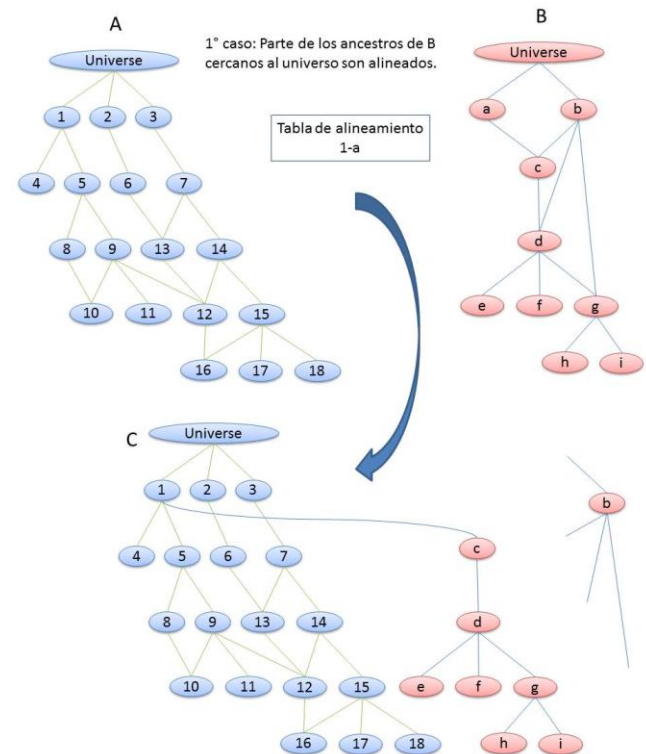 A
B
1° caso: Parte de los ancestros de B
cercanos al universo son alineados.
Universe
Universe
1 2 3
a b
Tabla de alineamiento
1-a
c
4 5 6 7
8 9 13 14
d
10 11 12 15
e f g
16 17 18
h i
C
Universe
1 2 3
b
4 5 6 7
c
8 9 13 14
d
10 11 12 15
e f g
16 17 18
h i